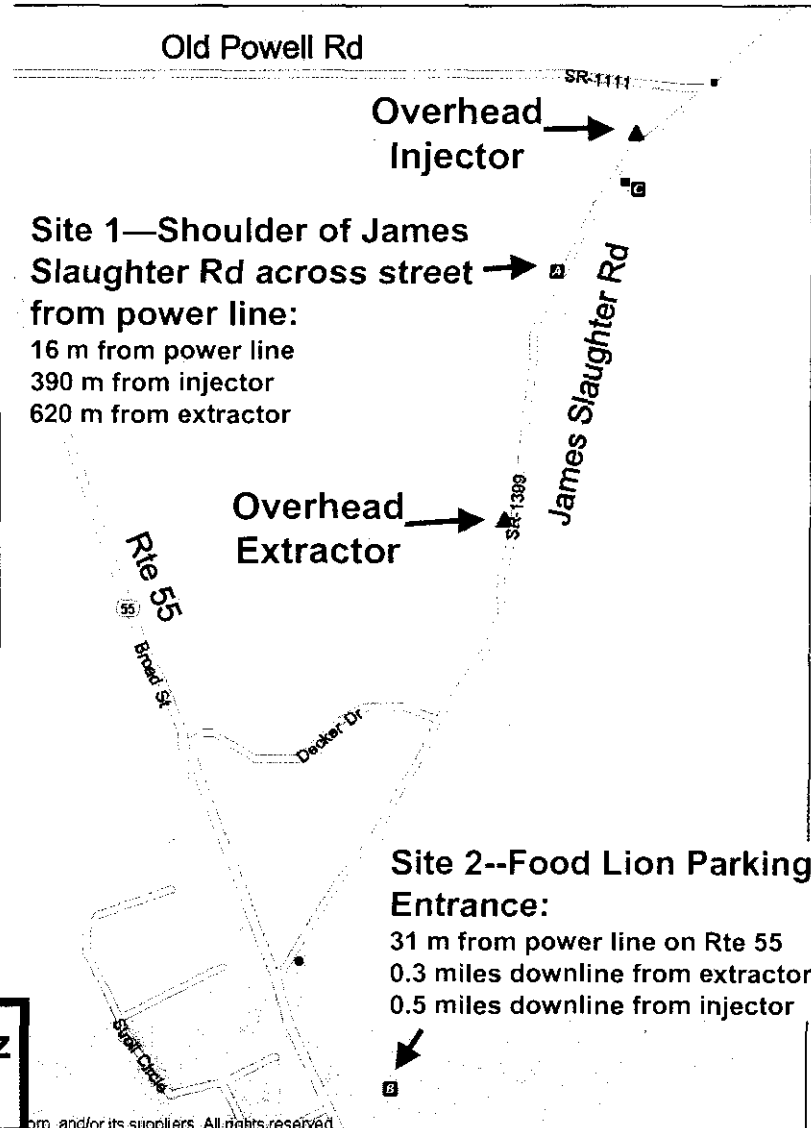 Old Powell Rd
SR-1111
Overhead
Injector
C
Site 1—Shoulder of James
Slaughter Rd across street
from power line:
16 m from power line
390 m from injector
620 m from extractor
A
James Slaughter Rd
SR-1399
Overhead
Extractor
Rte 55
55
Broad St
Decker Dr
Site 2--Food Lion Parking
Entrance:
31 m from power line on Rte 55
0.3 miles downline from extractor
0.5 miles downline from injector
B
z
Circle
and/or its suppliers. All rights reserved